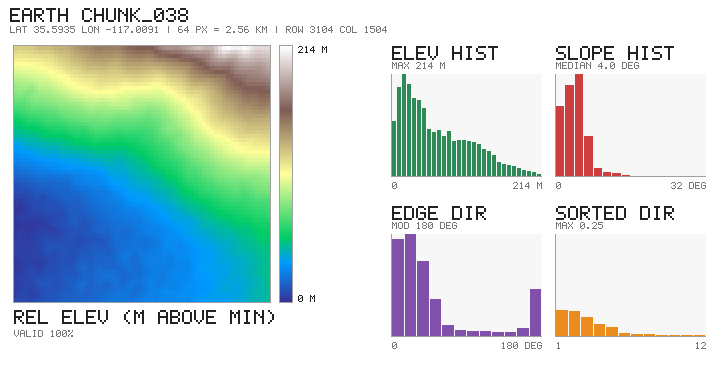 EARTH CHUNK_038
LAT 35.5935 LON -117.0091 | 64 PX = 2.56 KM | ROW 3104 COL 1504
214 M
0 M
REL ELEV (M ABOVE MIN)
VALID 100%
ELEV HIST
MAX 214 M
0 214 M
SLOPE HIST
MEDIAN 4.0 DEG
0 32 DEG
EDGE DIR
MOD 180 DEG
0 180 DEG
SORTED DIR
MAX 0.25
1 12